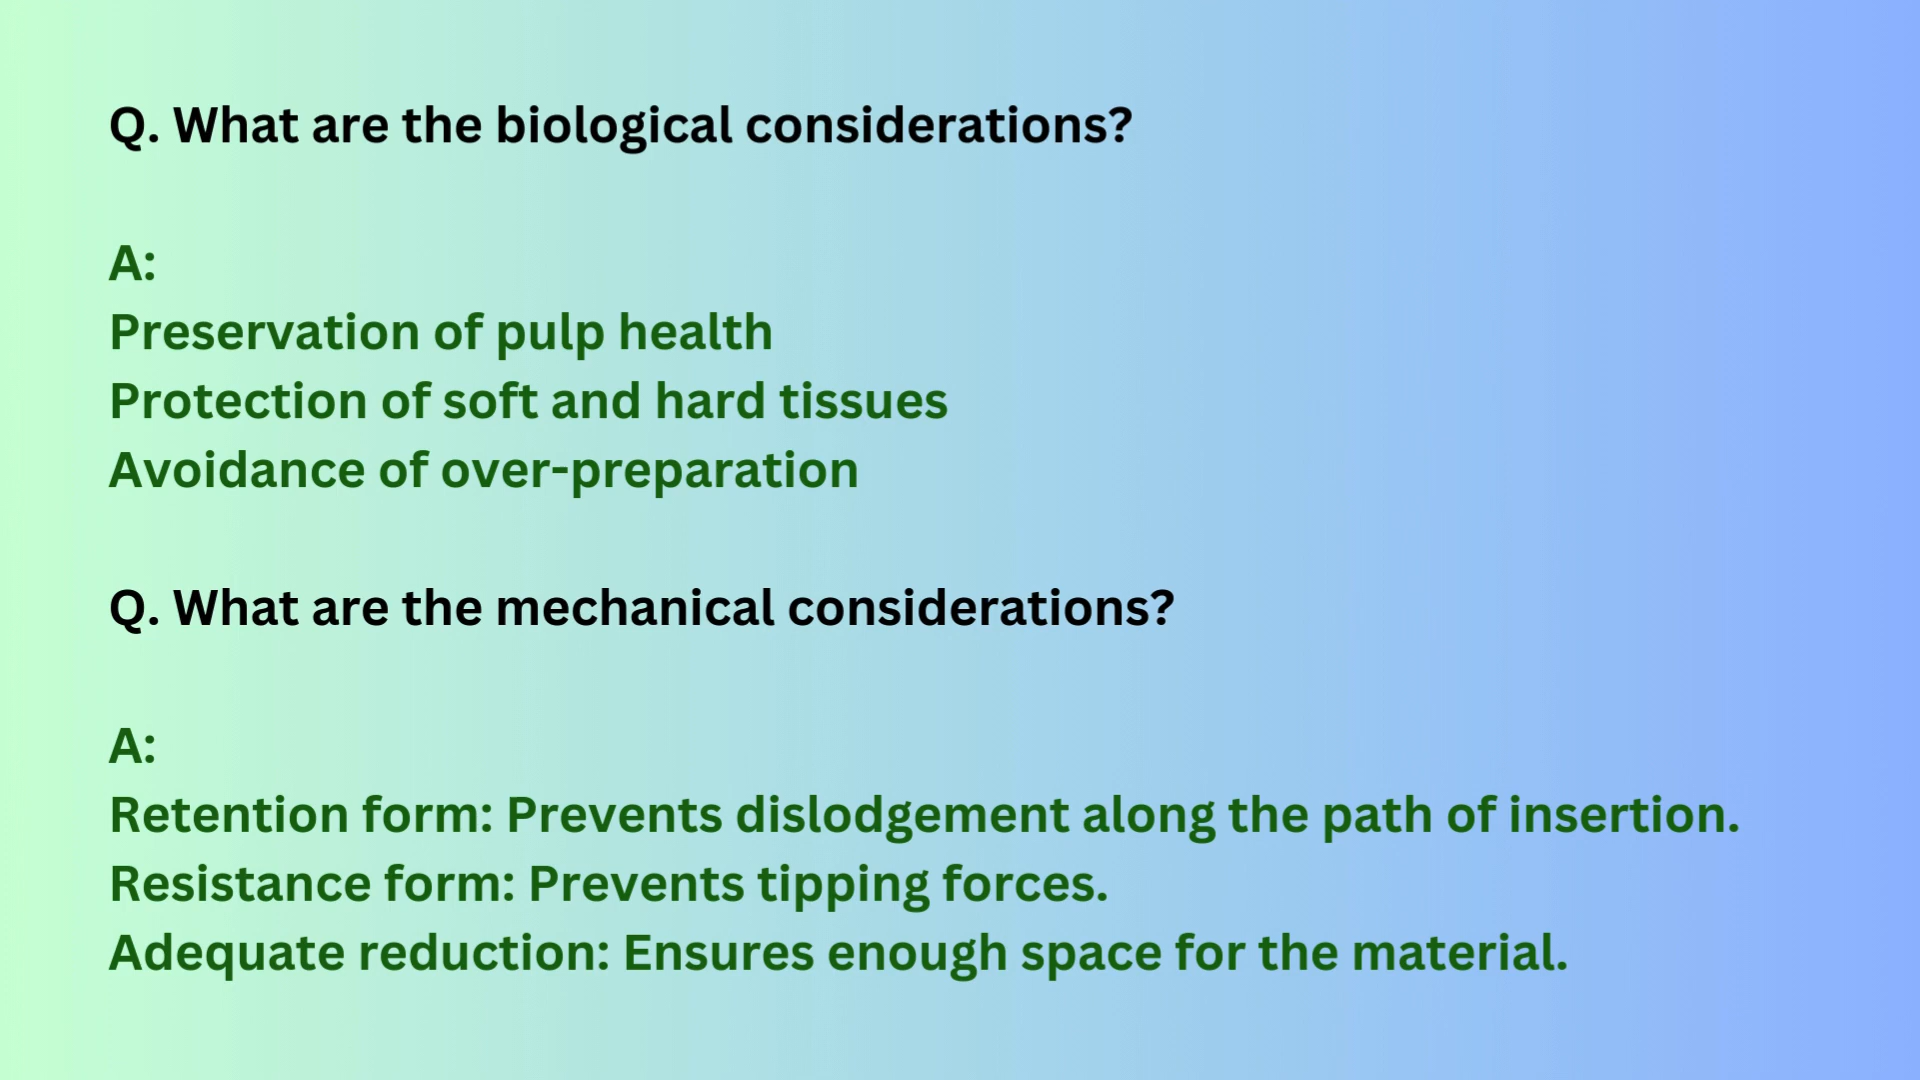 Q. What are the biological considerations?
A:
Preservation of pulp health
Protection of soft and hard tissues
Avoidance of over-preparation
Q. What are the mechanical considerations?
A:
Retention form: Prevents dislodgement along the path of insertion.
Resistance form: Prevents tipping forces.
Adequate reduction: Ensures enough space for the material.